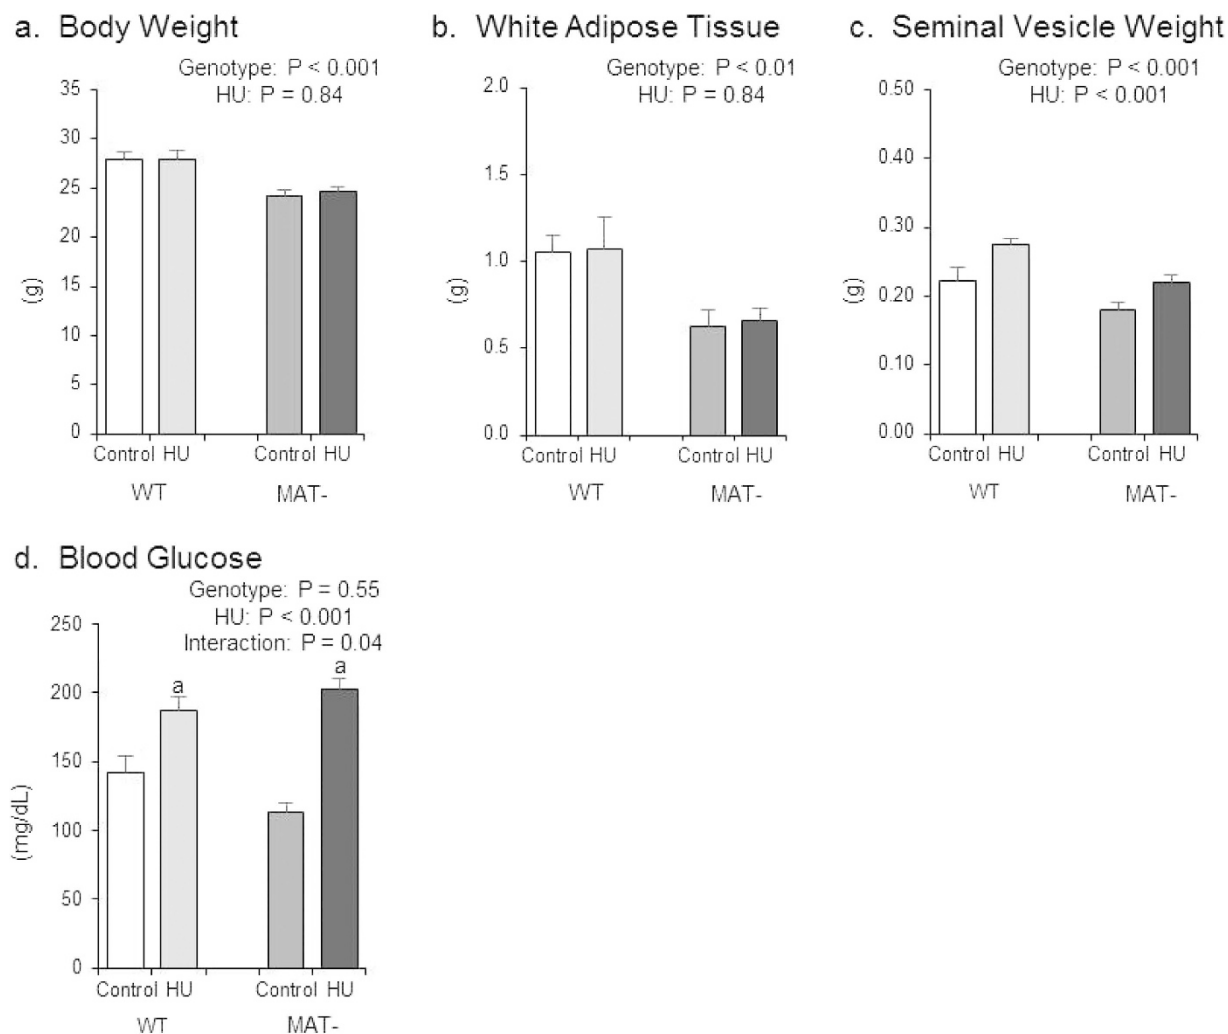 a. Body Weight
Genotype: P < 0.001
HU: P = 0.84
35
30
25
20
15
10
5
0
(g)
Control HU
Control HU
WT
MAT-
b. White Adipose Tissue
Genotype: P < 0.01
HU: P = 0.84
2.0
1.5
1.0
0.5
0.0
(g)
Control HU
Control HU
WT
MAT-
c. Seminal Vesicle Weight
Genotype: P < 0.001
HU: P < 0.001
0.50
0.40
0.30
0.20
0.10
0.00
(g)
Control HU
Control HU
WT
MAT-
d. Blood Glucose
Genotype: P = 0.55
HU: P < 0.001
Interaction: P = 0.04
250
200
150
100
50
0
(mg/dL)
a
a
Control HU
Control HU
WT
MAT-